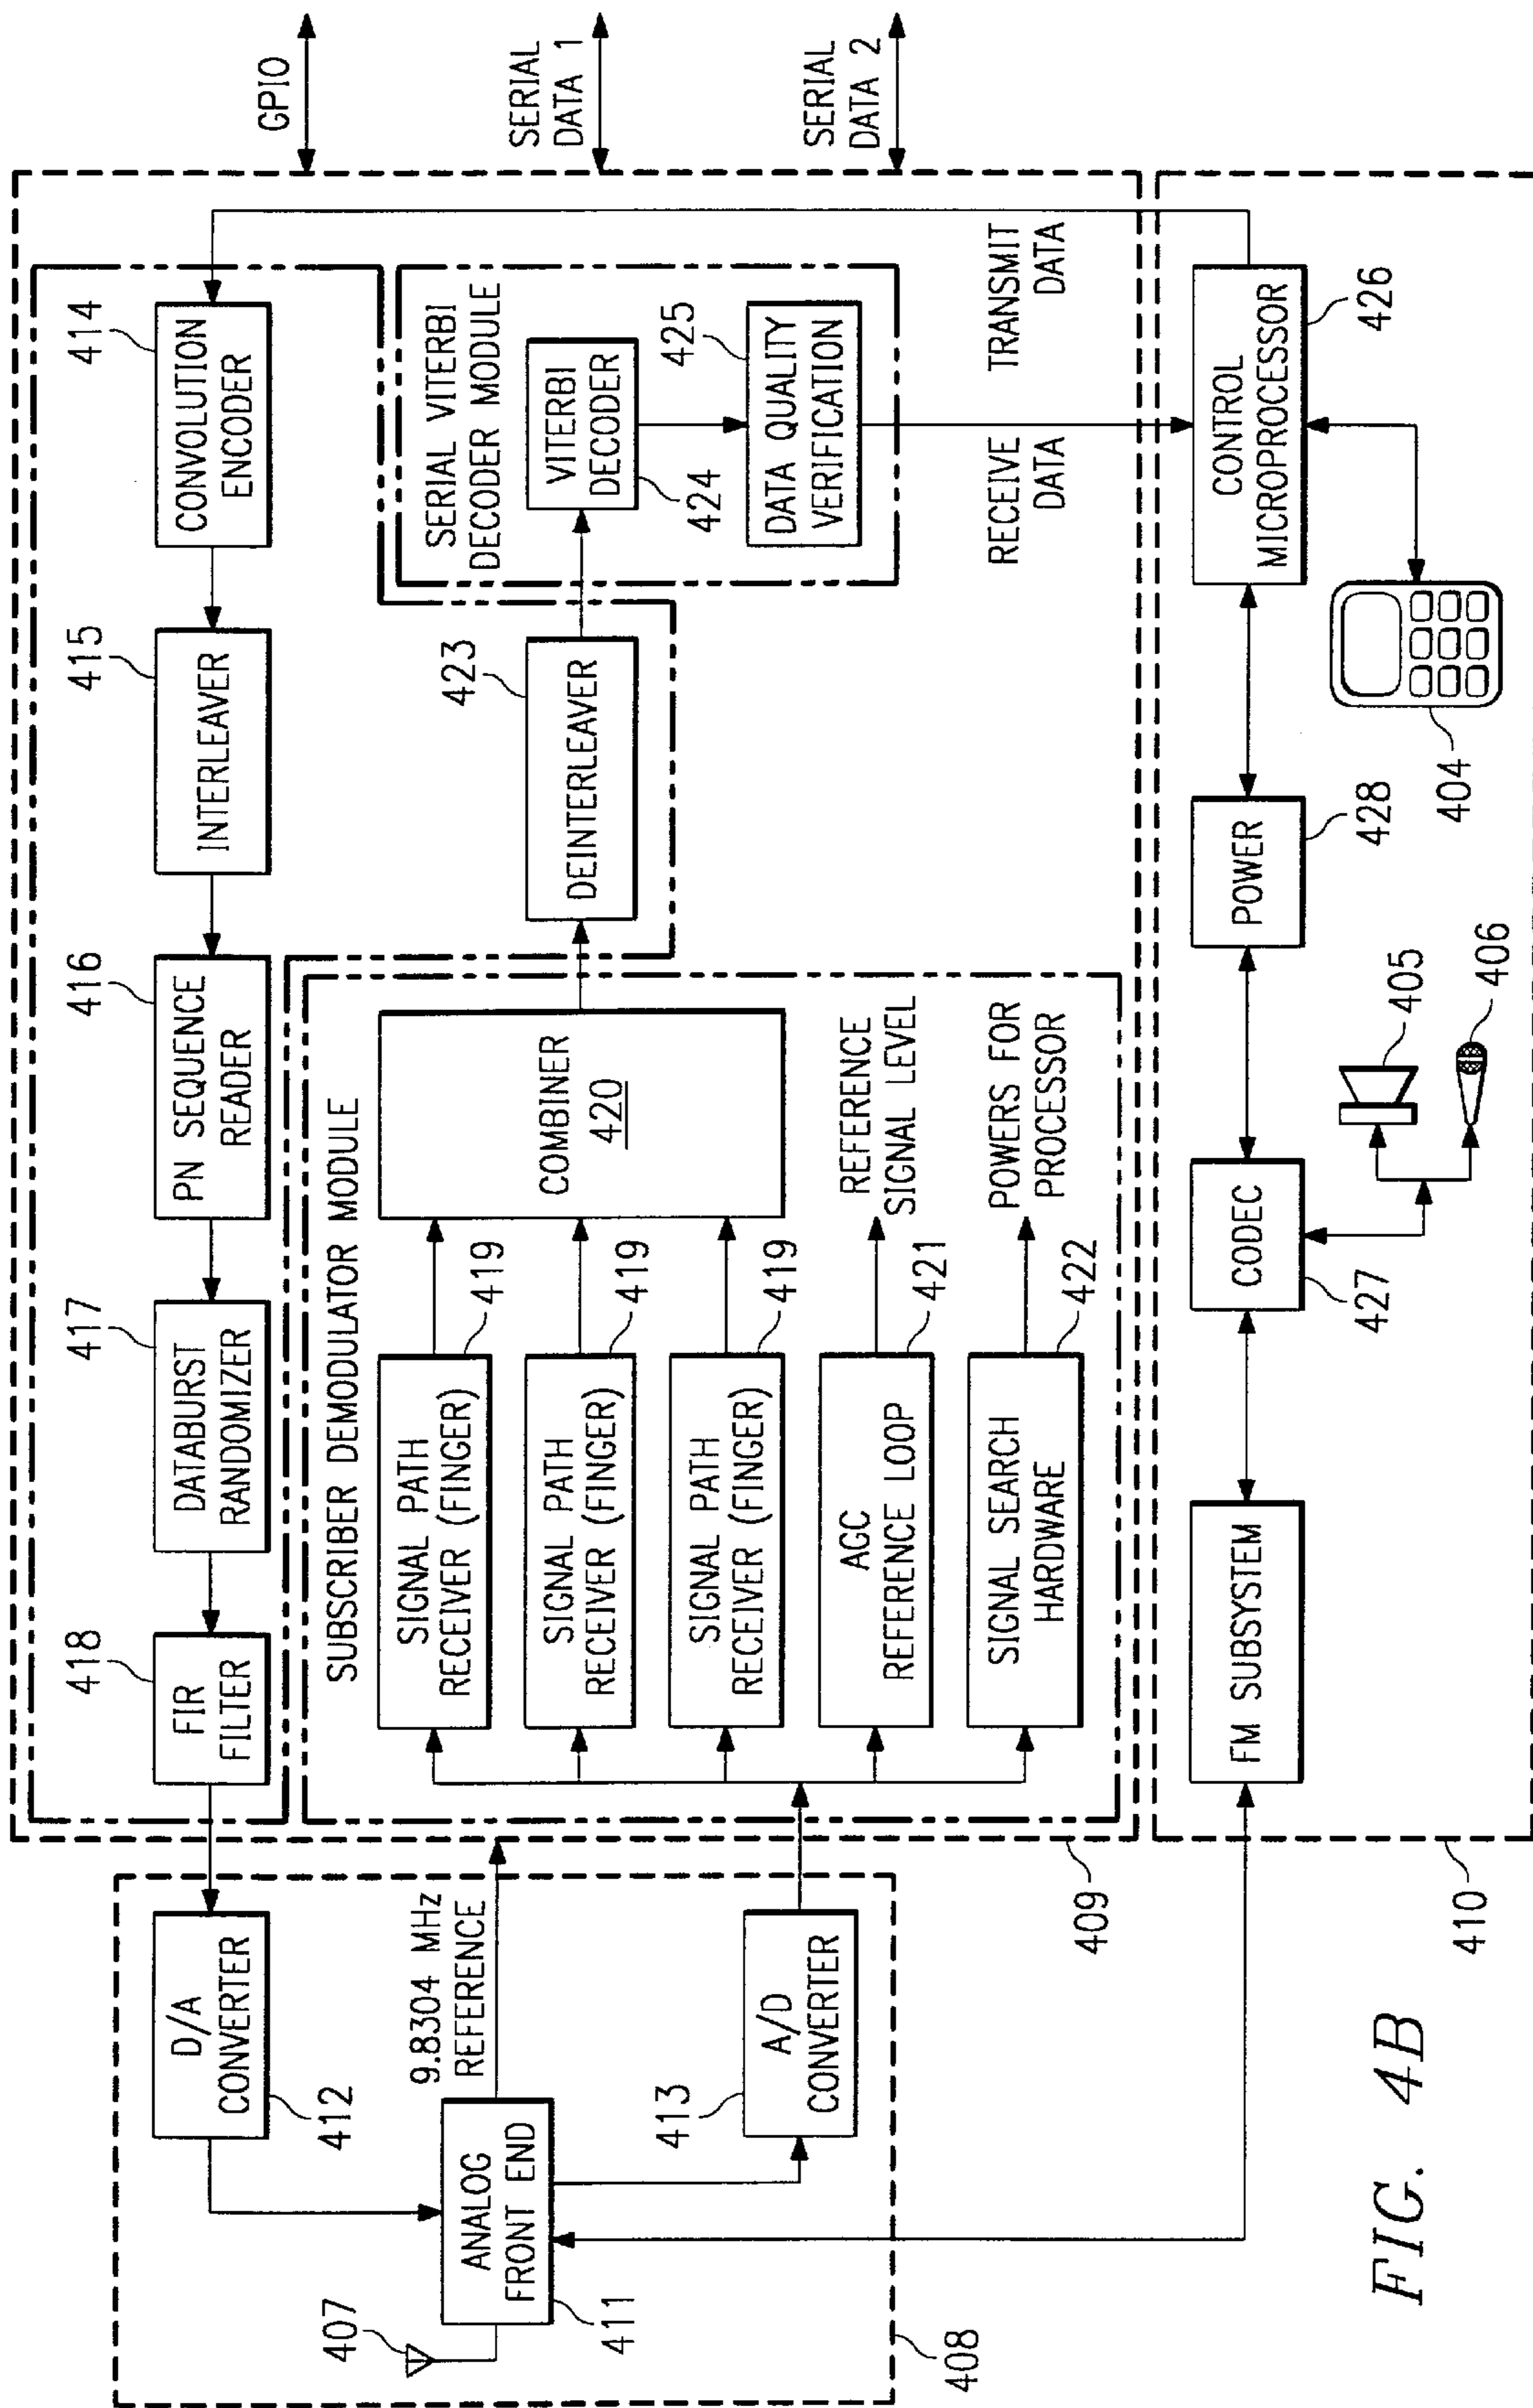 D/A
CONVERTER
412
407
ANALOG
FRONT END
411
9.8304 MHz
REFERENCE
413
A/D
CONVERTER
408
418
FIR
FILTER
417
DATABURST
RANDOMIZER
416
PN SEQUENCE
READER
415
INTERLEAVER
414
CONVOLUTION
ENCODER
SUBSCRIBER DEMODULATOR MODULE
SIGNAL PATH
RECEIVER (FINGER)
419
SIGNAL PATH
RECEIVER (FINGER)
419
SIGNAL PATH
RECEIVER (FINGER)
419
COMBINER
420
AGC
REFERENCE LOOP
421
REFERENCE
SIGNAL LEVEL
SIGNAL SEARCH
HARDWARE
422
POWERS FOR
PROCESSOR
423
DEINTERLEAVER
SERIAL VITERBI
DECODER MODULE
VITERBI
DECODER
424
425
DATA QUALITY
VERIFICATION
RECEIVE
DATA
TRANSMIT
DATA
GPIO
SERIAL
DATA 1
SERIAL
DATA 2
409
FM SUBSYSTEM
CODEC
427
POWER
428
CONTROL
MICROPROCESSOR
426
405
406
404
410
FIG. 4B